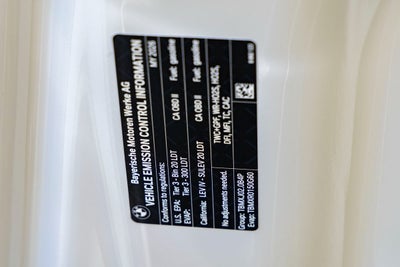 Bayerische Motoren Werke AG
VEHICLE EMISSION CONTROL INFORMATION
Conforms to regulations: MY 2026
U.S. EPA: Tier 3 - Bin 20 LDT CA OBD II Fuel: gasoline
EVAP: Tier 3 - 300 LDT
California: LEV IV - SULEV 20 LDT CA OBD II Fuel: gasoline
No adjustments needed. TWC+GPF, WR-HO2S, HO2S,
DFI, MFI, TC, CAC